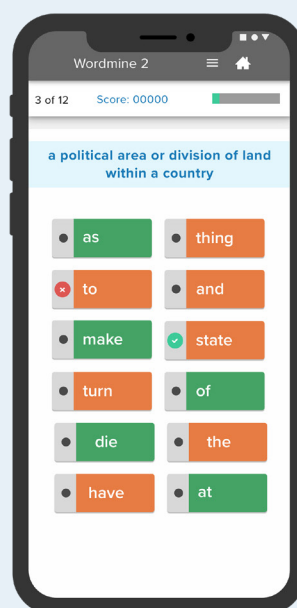 Wordmine 2
3 of 12 Score: 00000
a political area or division of land
within a country
as thing
to and
make state
turn of
die the
have at